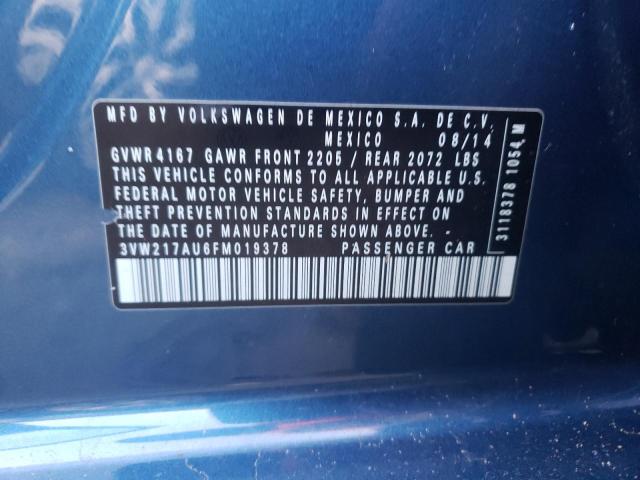 MFD BY VOLKSWAGEN DE MEXICO S.A. DE C.V.
MEXICO 08/14
GVWR 4167 GAWR FRONT 2205 / REAR 2072 LBS
THIS VEHICLE CONFORMS TO ALL APPLICABLE U.S.
FEDERAL MOTOR VEHICLE SAFETY, BUMPER AND
THEFT PREVENTION STANDARDS IN EFFECT ON
THE DATE OF MANUFACTURE SHOWN ABOVE.
3VW217AU6FM019378 PASSENGER CAR
3118378 1054 M